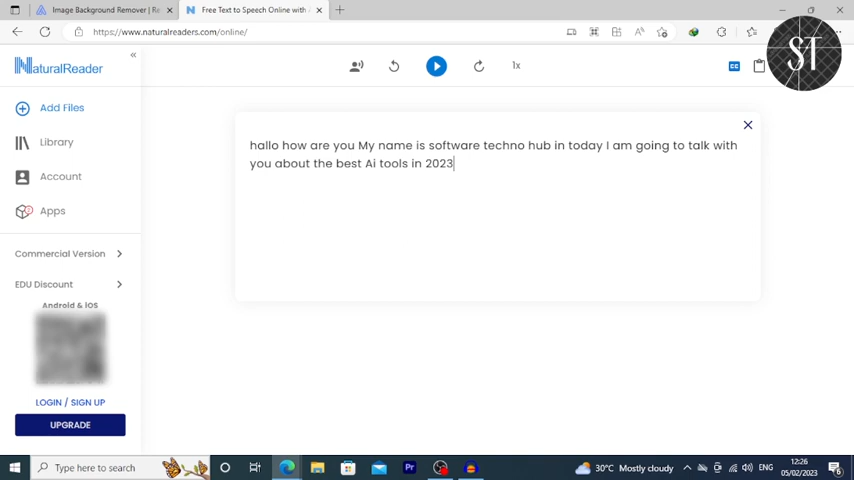 Image Background Remover | Re
Free Text to Speech Online with A
https://www.naturalreaders.com/online/
ST
NaturalReader
«
1x
CC
Add Files
Library
Account
Apps
Commercial Version
EDU Discount
Android & iOS
LOGIN / SIGN UP
UPGRADE
hallo how are you My name is software techno hub in today I am going to talk with
you about the best Ai tools in 2023
Type here to search
Pr
30°C Mostly cloudy
ENG
12:26
05/02/2023
6